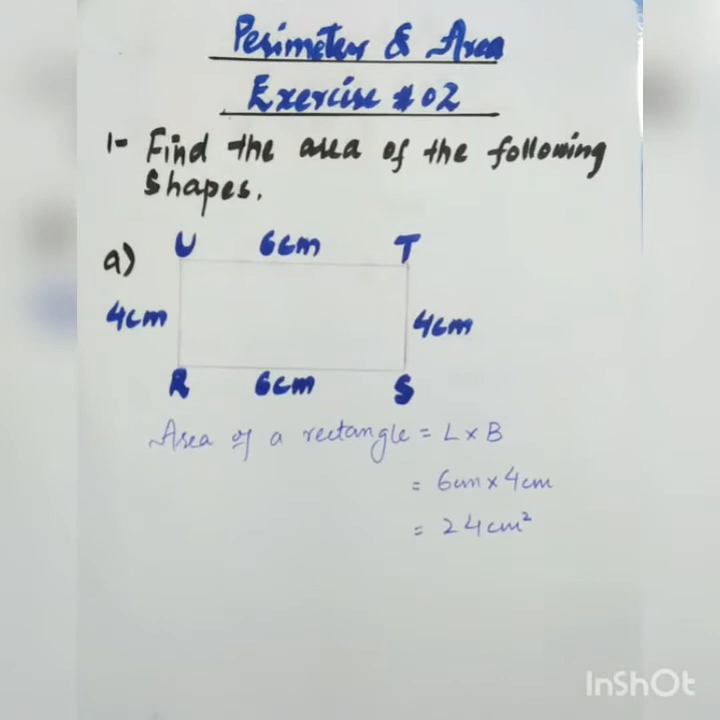 Perimeter & Area
Exercise # 02
1- Find the area of the following
Shapes.
a)
U 6cm T
4cm 4cm
R 6cm S
Area of a rectangle = L × B
= 6cm × 4cm
= 24cm²
InShOt